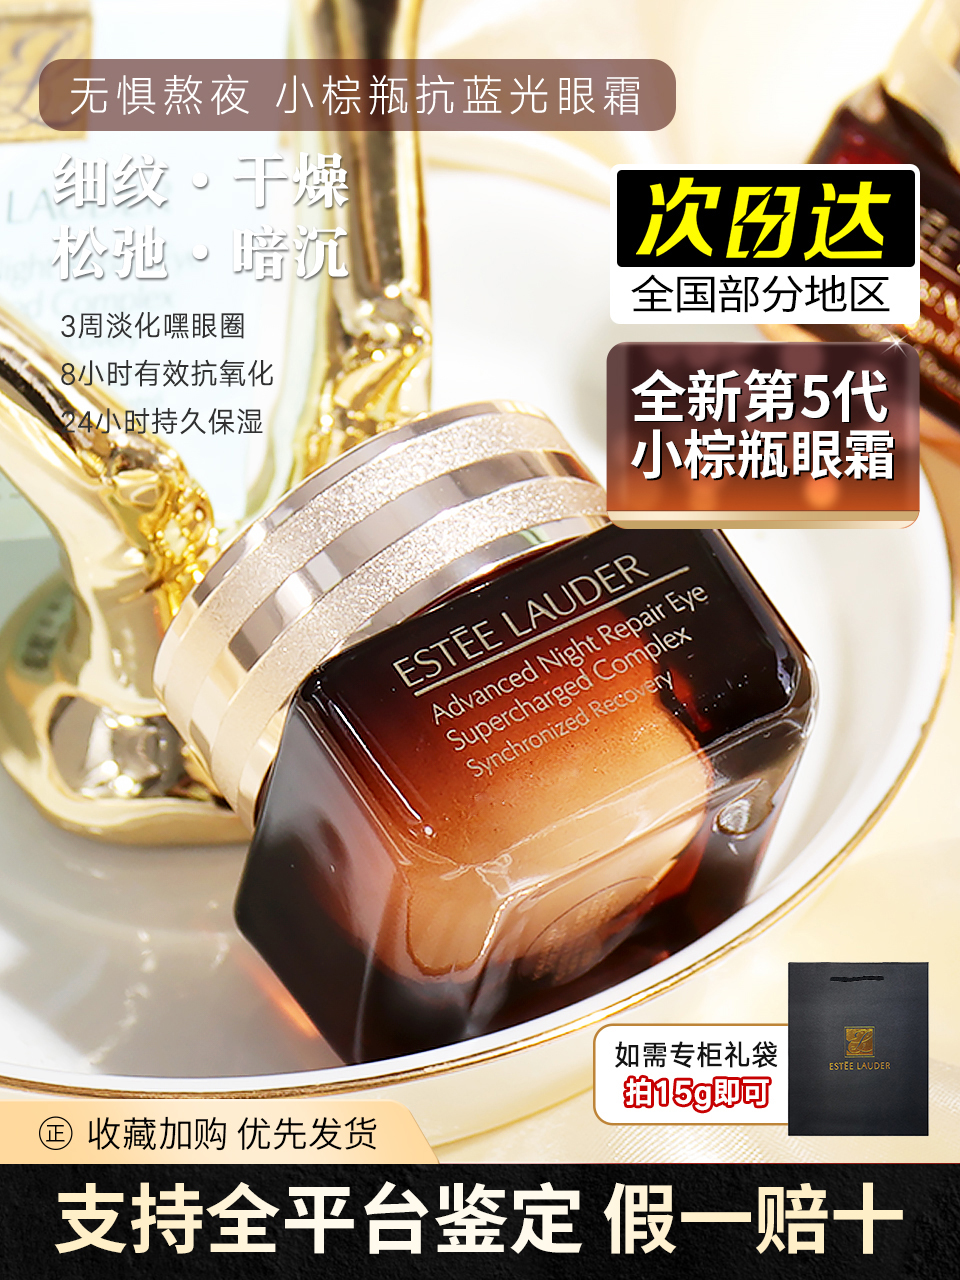 无惧熬夜 小棕瓶抗蓝光眼霜
细纹·干燥
松弛·暗沉
3周淡化嘿眼圈
8小时有效抗氧化
24小时持久保湿
次日达
全国部分地区
全新第5代
小棕瓶眼霜
ESTĒE LAUDER
Advanced Night Repair Eye
Supercharged Complex
Synchronized Recovery
如需专柜礼袋
拍15g即可
ESTĒE LAUDER
正 收藏加购 优先发货
支持全平台鉴定 假一赔十